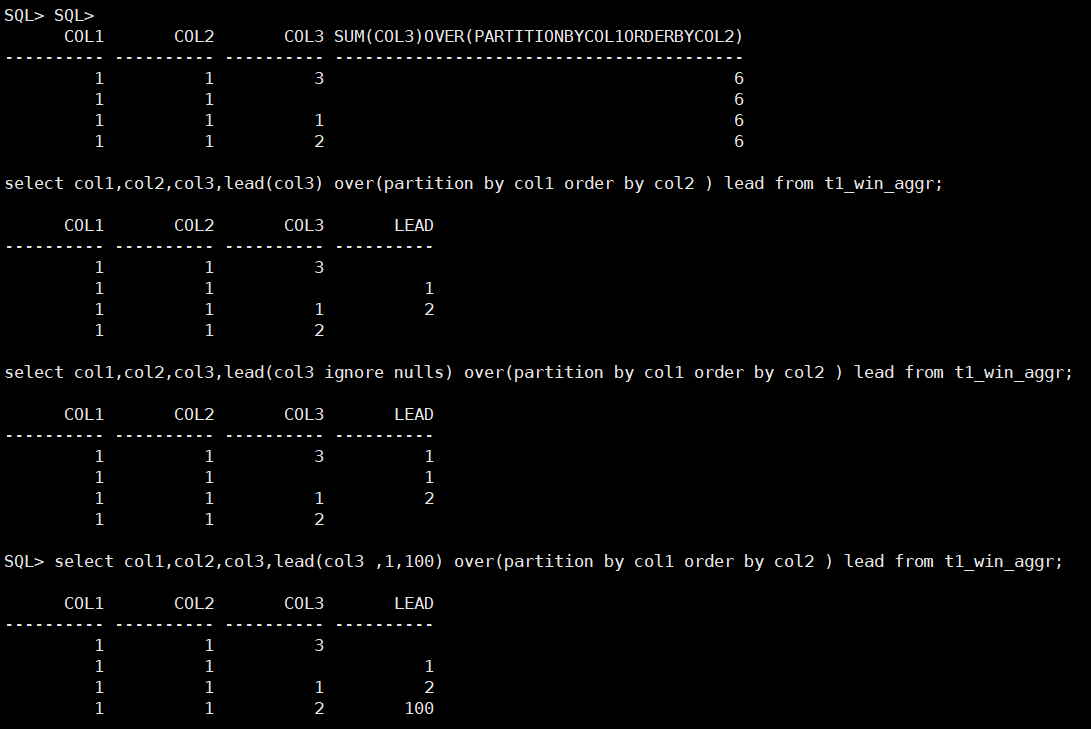 SQL> SQL>
      COL1       COL2       COL3 SUM(COL3)OVER(PARTITIONBYCOL1ORDERBYCOL2)
---------- ---------- ---------- -----------------------------------------
         1          1          3                                         6
         1          1                                                    6
         1          1          1                                         6
         1          1          2                                         6

select col1,col2,col3,lead(col3) over(partition by col1 order by col2 ) lead from t1_win_aggr;

      COL1       COL2       COL3       LEAD
---------- ---------- ---------- ----------
         1          1          3
         1          1                     1
         1          1          1          2
         1          1          2

select col1,col2,col3,lead(col3 ignore nulls) over(partition by col1 order by col2 ) lead from t1_win_aggr;

      COL1       COL2       COL3       LEAD
---------- ---------- ---------- ----------
         1          1          3          1
         1          1                     1
         1          1          1          2
         1          1          2

SQL> select col1,col2,col3,lead(col3 ,1,100) over(partition by col1 order by col2 ) lead from t1_win_aggr;

      COL1       COL2       COL3       LEAD
---------- ---------- ---------- ----------
         1          1          3
         1          1                     1
         1          1          1          2
         1          1          2        100